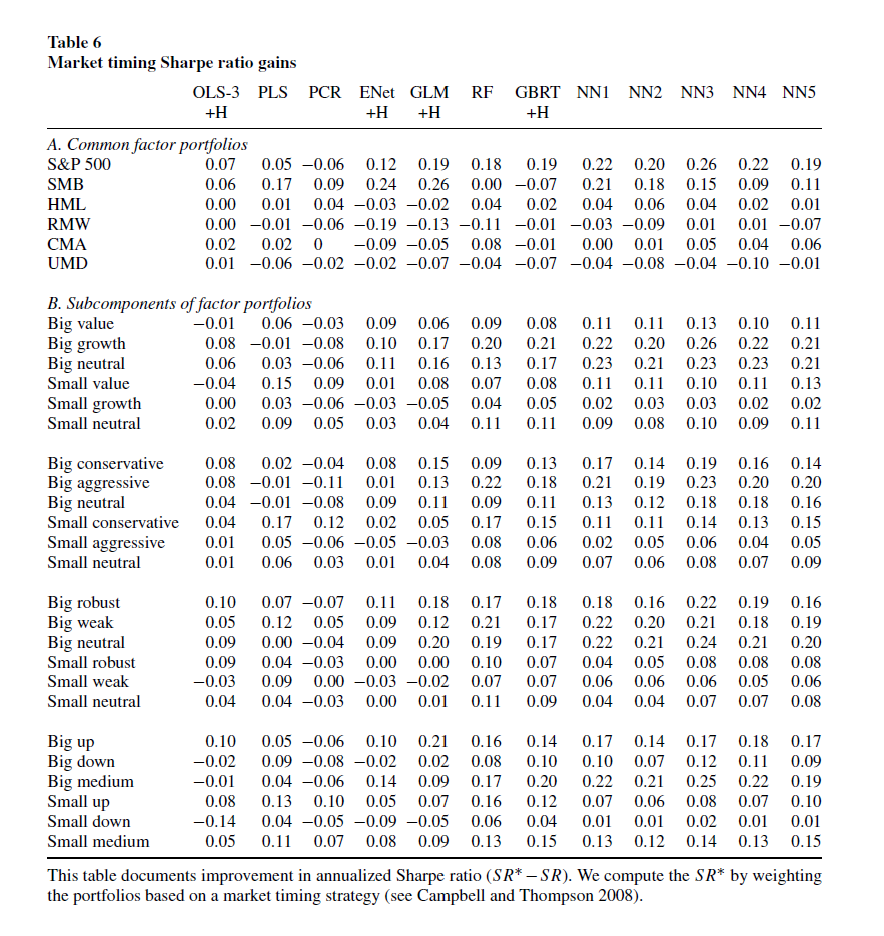 Table 6
Market timing Sharpe ratio gains
OLS-3 PLS PCR ENet GLM RF GBRT NN1 NN2 NN3 NN4 NN5
+H +H +H +H
A. Common factor portfolios
S&P 500 0.07 0.05 −0.06 0.12 0.19 0.18 0.19 0.22 0.20 0.26 0.22 0.19
SMB 0.06 0.17 0.09 0.24 0.26 0.00 −0.07 0.21 0.18 0.15 0.09 0.11
HML 0.00 0.01 0.04 −0.03 −0.02 0.04 0.02 0.04 0.06 0.04 0.02 0.01
RMW 0.00 −0.01 −0.06 −0.19 −0.13 −0.11 −0.01 −0.03 −0.09 0.01 0.01 −0.07
CMA 0.02 0.02 0 −0.09 −0.05 0.08 −0.01 0.00 0.01 0.05 0.04 0.06
UMD 0.01 −0.06 −0.02 −0.02 −0.07 −0.04 −0.07 −0.04 −0.08 −0.04 −0.10 −0.01
B. Subcomponents of factor portfolios
Big value −0.01 0.06 −0.03 0.09 0.06 0.09 0.08 0.11 0.11 0.13 0.10 0.11
Big growth 0.08 −0.01 −0.08 0.10 0.17 0.20 0.21 0.22 0.20 0.26 0.22 0.21
Big neutral 0.06 0.03 −0.06 0.11 0.16 0.13 0.17 0.23 0.21 0.23 0.23 0.21
Small value −0.04 0.15 0.09 0.01 0.08 0.07 0.08 0.11 0.11 0.10 0.11 0.13
Small growth 0.00 0.03 −0.06 −0.03 −0.05 0.04 0.05 0.02 0.03 0.03 0.02 0.02
Small neutral 0.02 0.09 0.05 0.03 0.04 0.11 0.11 0.09 0.08 0.10 0.09 0.11
Big conservative 0.08 0.02 −0.04 0.08 0.15 0.09 0.13 0.17 0.14 0.19 0.16 0.14
Big aggressive 0.08 −0.01 −0.11 0.01 0.13 0.22 0.18 0.21 0.19 0.23 0.20 0.20
Big neutral 0.04 −0.01 −0.08 0.09 0.11 0.09 0.11 0.13 0.12 0.18 0.18 0.16
Small conservative 0.04 0.17 0.12 0.02 0.05 0.17 0.15 0.11 0.11 0.14 0.13 0.15
Small aggressive 0.01 0.05 −0.06 −0.05 −0.03 0.08 0.06 0.02 0.05 0.06 0.04 0.05
Small neutral 0.01 0.06 0.03 0.01 0.04 0.08 0.09 0.07 0.06 0.08 0.07 0.09
Big robust 0.10 0.07 −0.07 0.11 0.18 0.17 0.18 0.18 0.16 0.22 0.19 0.16
Big weak 0.05 0.12 0.05 0.09 0.12 0.21 0.17 0.22 0.20 0.21 0.18 0.19
Big neutral 0.09 0.00 −0.04 0.09 0.20 0.19 0.17 0.22 0.21 0.24 0.21 0.20
Small robust 0.09 0.04 −0.03 0.00 0.00 0.10 0.07 0.04 0.05 0.08 0.08 0.08
Small weak −0.03 0.09 0.00 −0.03 −0.02 0.07 0.07 0.06 0.06 0.06 0.05 0.06
Small neutral 0.04 0.04 −0.03 0.00 0.01 0.11 0.09 0.04 0.04 0.07 0.07 0.08
Big up 0.10 0.05 −0.06 0.10 0.21 0.16 0.14 0.17 0.14 0.17 0.18 0.17
Big down −0.02 0.09 −0.08 −0.02 0.02 0.08 0.10 0.10 0.07 0.12 0.11 0.09
Big medium −0.01 0.04 −0.06 0.14 0.09 0.17 0.20 0.22 0.21 0.25 0.22 0.19
Small up 0.08 0.13 0.10 0.05 0.07 0.16 0.12 0.07 0.06 0.08 0.07 0.10
Small down −0.14 0.04 −0.05 −0.09 −0.05 0.06 0.04 0.01 0.01 0.02 0.01 0.01
Small medium 0.05 0.11 0.07 0.08 0.09 0.13 0.15 0.13 0.12 0.14 0.13 0.15
This table documents improvement in annualized Sharpe ratio (SR* − SR). We compute the SR* by weighting
the portfolios based on a market timing strategy (see Campbell and Thompson 2008).